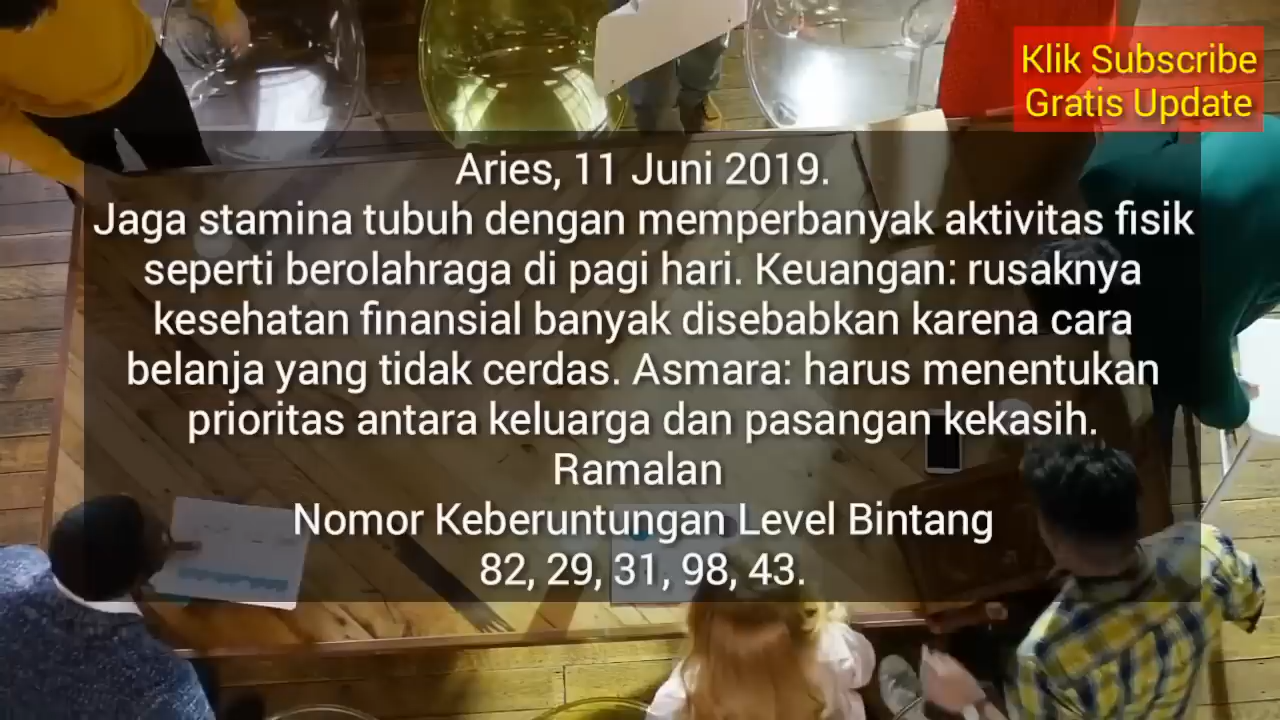 Klik Subscribe
Gratis Update
Aries, 11 Juni 2019.
Jaga stamina tubuh dengan memperbanyak aktivitas fisik
seperti berolahraga di pagi hari. Keuangan: rusaknya
kesehatan finansial banyak disebabkan karena cara
belanja yang tidak cerdas. Asmara: harus menentukan
prioritas antara keluarga dan pasangan kekasih.
Ramalan
Nomor Keberuntungan Level Bintang
82, 29, 31, 98, 43.